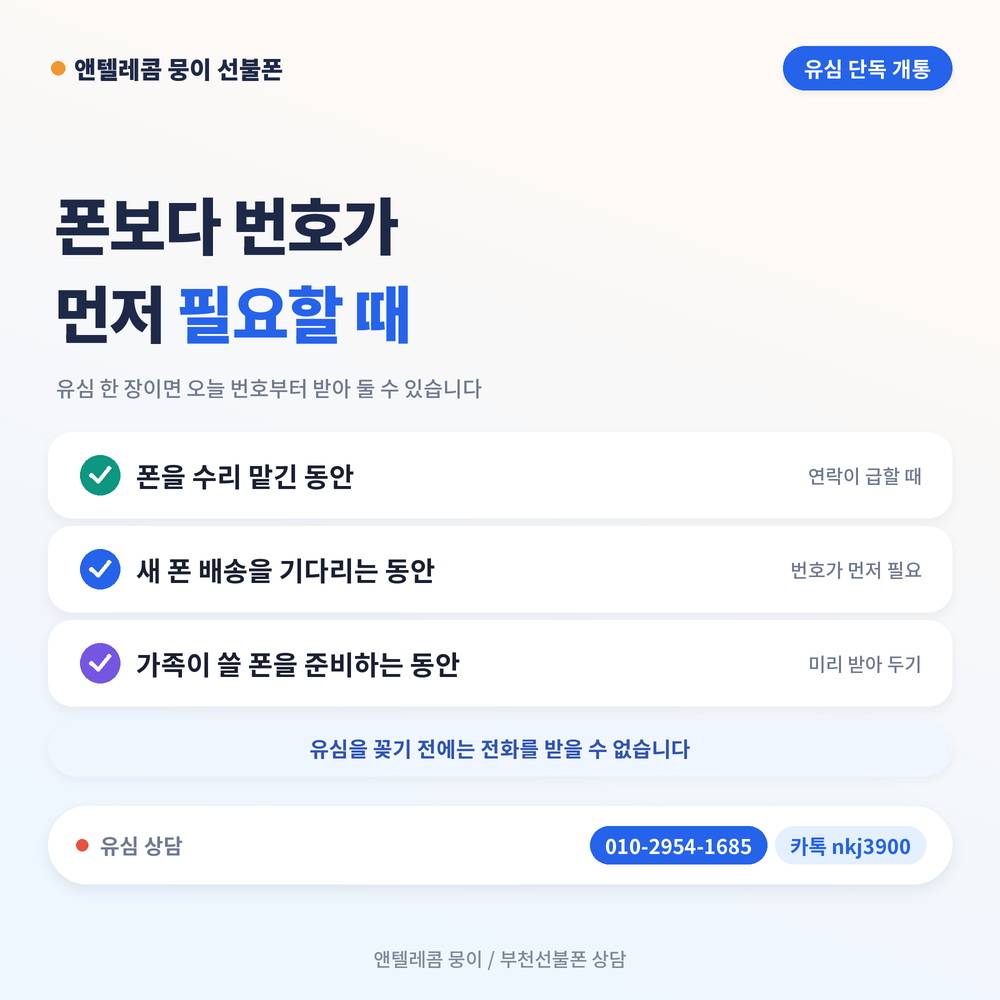 앤텔레콤 뭉이 선불폰
유심 단독 개통
폰보다 번호가
먼저 필요할 때
유심 한 장이면 오늘 번호부터 받아 둘 수 있습니다
폰을 수리 맡긴 동안
연락이 급할 때
새 폰 배송을 기다리는 동안
번호가 먼저 필요
가족이 쓸 폰을 준비하는 동안
미리 받아 두기
유심을 꽂기 전에는 전화를 받을 수 없습니다
유심 상담
010-2954-1685
카톡 nkj3900
앤텔레콤 뭉이 / 부천선불폰 상담